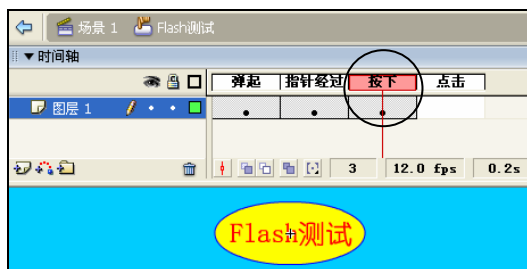 场景 1 Flash测试
▼时间轴
弹起 指针经过 按下 点击
图层 1
3 12.0 fps 0.2s
Flash测试